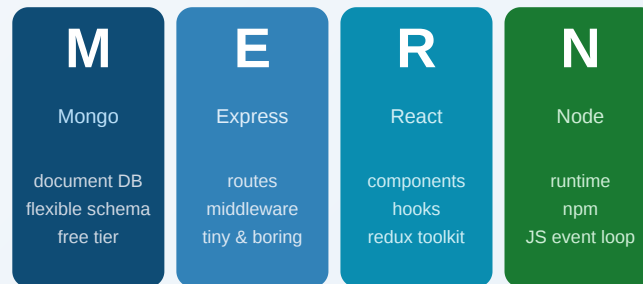 M
Mongo
document DB
flexible schema
free tier
E
Express
routes
middleware
tiny & boring
R
React
components
hooks
redux toolkit
N
Node
runtime
npm
JS event loop